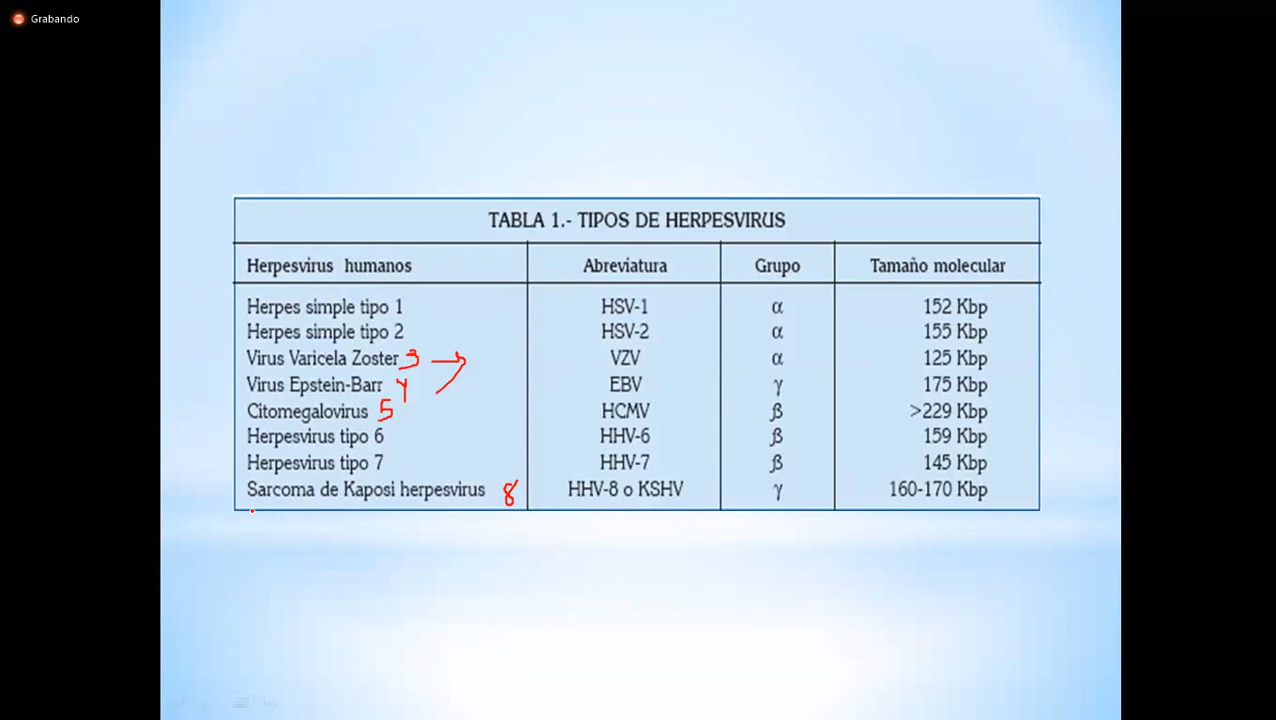 Grabando
TABLA 1.- TIPOS DE HERPESVIRUS
Herpesvirus humanos Abreviatura Grupo Tamaño molecular
Herpes simple tipo 1 HSV-1 α 152 Kbp
Herpes simple tipo 2 HSV-2 α 155 Kbp
Virus Varicela Zoster 3 → VZV α 125 Kbp
Virus Epstein-Barr 4 EBV γ 175 Kbp
Citomegalovirus 5 HCMV β >229 Kbp
Herpesvirus tipo 6 HHV-6 β 159 Kbp
Herpesvirus tipo 7 HHV-7 β 145 Kbp
Sarcoma de Kaposi herpesvirus 8 HHV-8 o KSHV γ 160-170 Kbp